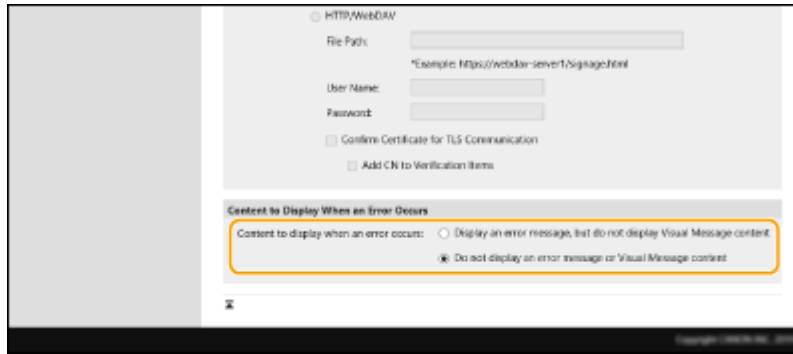 HTTP/WebDAV
File Path:
*Example: https://webdav-server1/signage.html
User Name:
Password:
Confirm Certificate for TLS Communication
Add CN to Verification Items
Content to Display When an Error Occurs
Content to display when an error occurs: Display an error message, but do not display Visual Message content
Do not display an error message or Visual Message content
Copyright CANON INC.